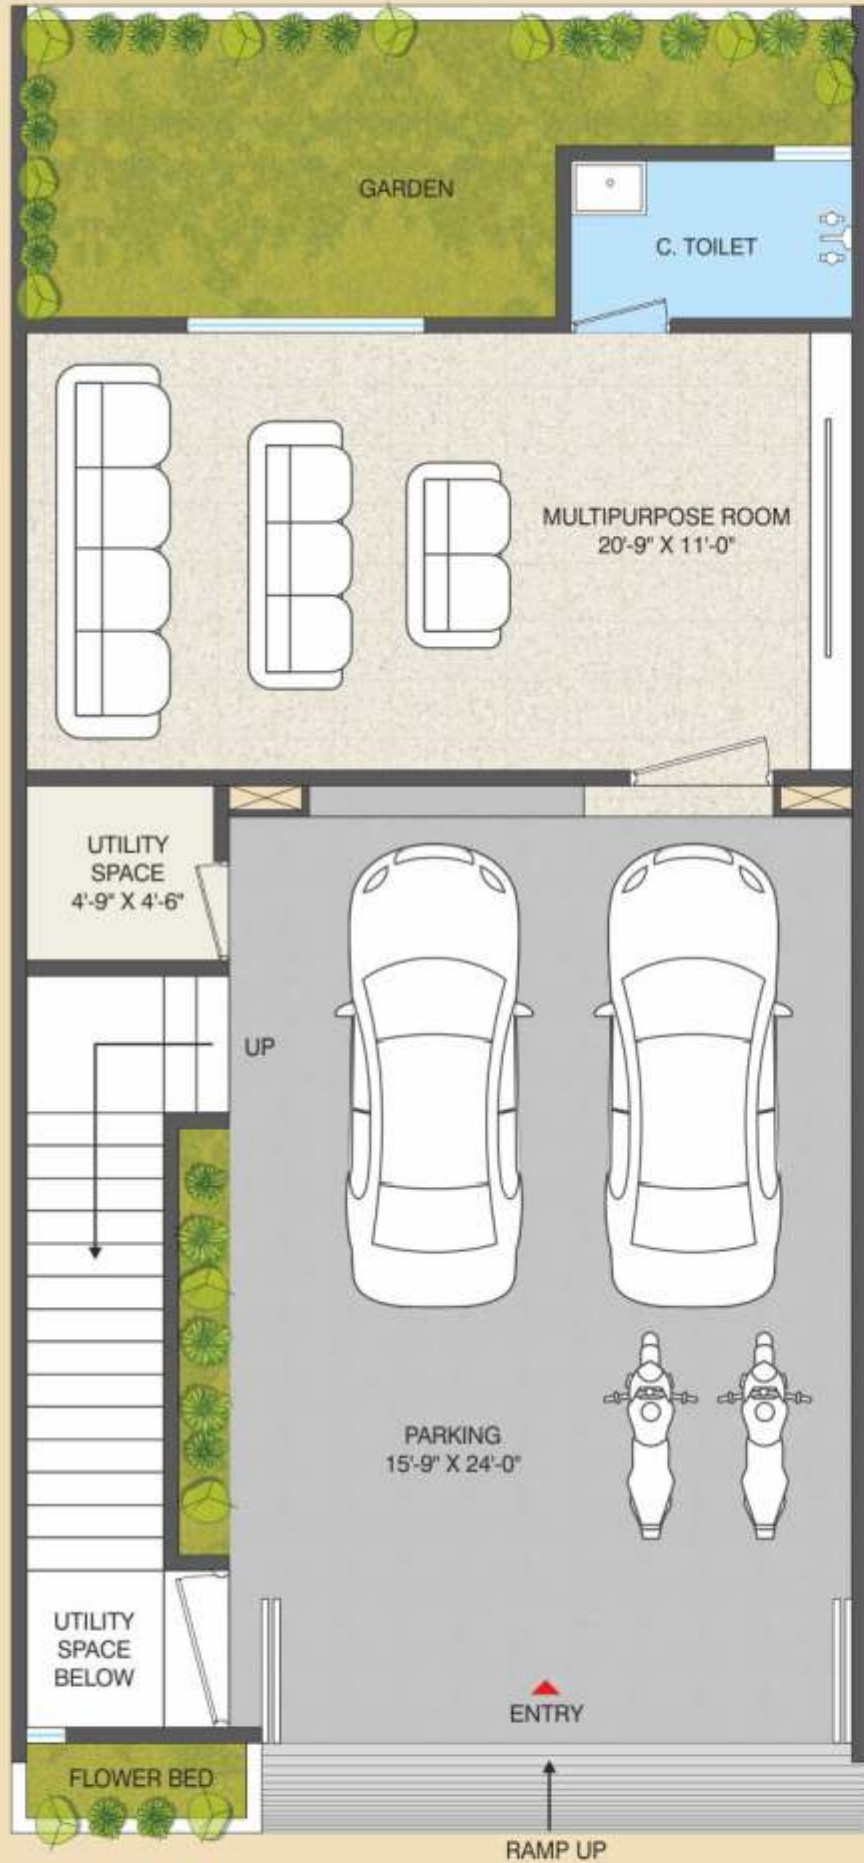 GARDEN
C. TOILET
MULTIPURPOSE ROOM
20'-9" X 11'-0"
UTILITY
SPACE
4'-9" X 4'-6"
UP
PARKING
15'-9" X 24'-0"
UTILITY
SPACE
BELOW
ENTRY
FLOWER BED
RAMP UP